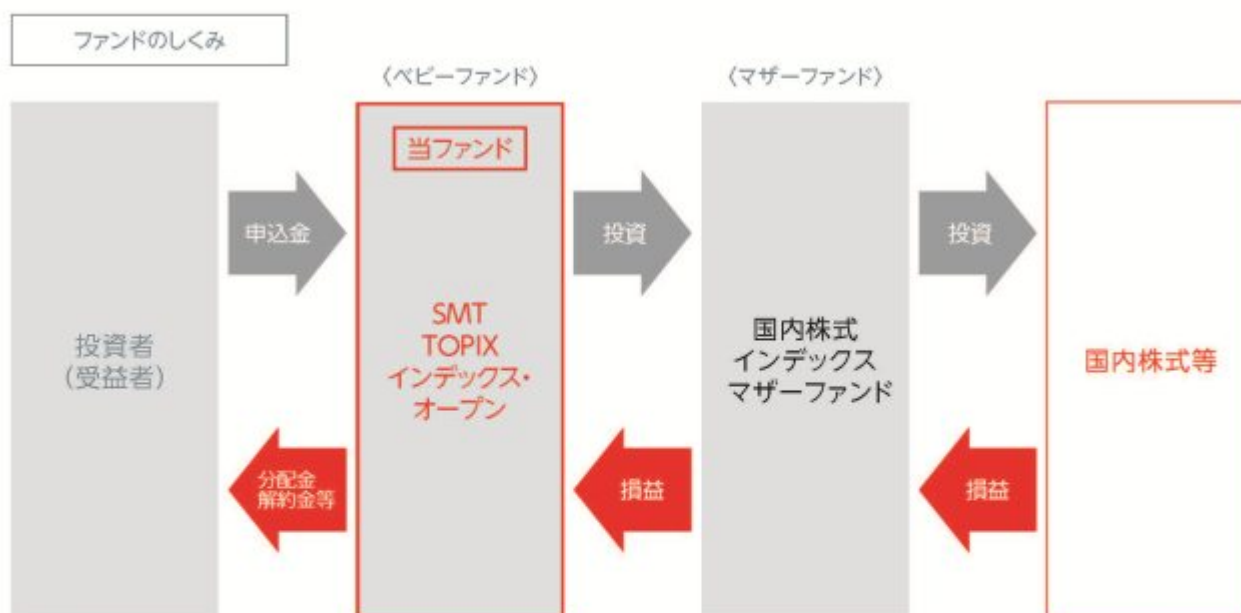 ファンドのしくみ
〈ベビーファンド〉
〈マザーファンド〉
投資者
(受益者)
申込金
分配金
解約金等
当ファンド
SMT
TOPIX
インデックス・
オープン
投資
損益
国内株式
インデックス
マザーファンド
投資
損益
国内株式等